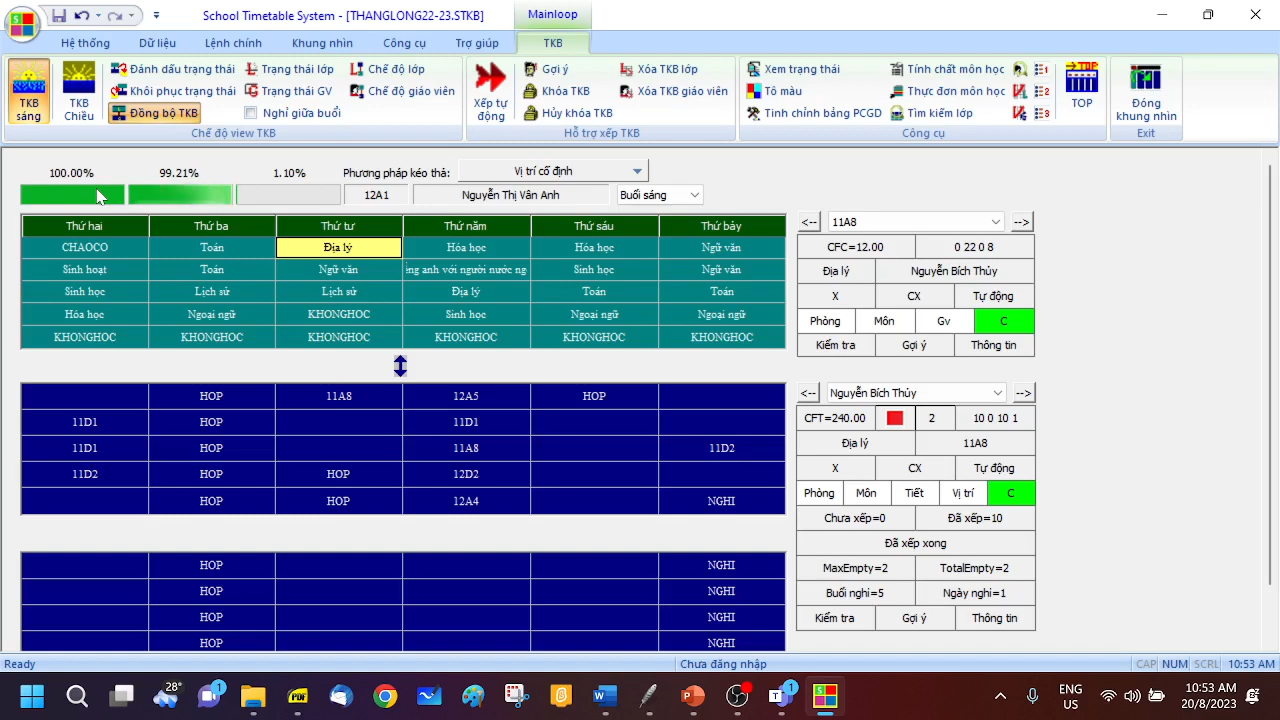 School Timetable System - [THANGLONG22-23.STKB]
Mainloop
Hệ thống Dữ liệu Lệnh chính Khung nhìn Công cụ Trợ giúp TKB
TKB sáng
TKB Chiều
Đánh dấu trạng thái Trạng thái lớp Chế độ lớp
Khôi phục trạng thái Trạng thái GV Chế độ giáo viên
Đồng bộ TKB Nghỉ giữa buổi
Chế độ view TKB
Xếp tự động
Gợi ý Xóa TKB lớp
Khóa TKB Xóa TKB giáo viên
Hủy khóa TKB
Hỗ trợ xếp TKB
Xem trạng thái Tính chất môn học 1
Tô màu Thực đơn môn học 2
Tinh chỉnh bảng PCGD Tìm kiếm lớp 3
TOP
TOP
Công cụ
Đóng khung nhìn
Exit
100.00% 99.21% 1.10% Phương pháp kéo thả: Vị trí cố định
12A1 Nguyễn Thị Vân Anh Buổi sáng
Thứ hai Thứ ba Thứ tư Thứ năm Thứ sáu Thứ bảy
CHAOCO Toán Địa lý Hóa học Hóa học Ngữ văn
Sinh hoạt Toán Ngữ văn ếng anh với người nước ng Sinh học Ngữ văn
Sinh học Lịch sử Lịch sử Địa lý Toán Toán
Hóa học Ngoại ngữ KHONGHOC Sinh học Ngoại ngữ Ngoại ngữ
KHONGHOC KHONGHOC KHONGHOC KHONGHOC KHONGHOC KHONGHOC
<-- 11A8 -->
CFC=12.00 0 22 0 8
Địa lý Nguyễn Bích Thủy
X CX Tự động
Phòng Môn Gv C
Kiểm tra Gợi ý Thông tin
HOP 11A8 12A5 HOP
11D1 HOP 11D1
11D1 HOP 11A8 11D2
11D2 HOP HOP 12D2
HOP HOP 12A4 NGHI
<-- Nguyễn Bích Thủy -->
CFT=240.00 2 10 0 10 1
Địa lý 11A8
X CX Tự động
Phòng Môn Tiết Vị trí C
Chưa xếp=0 Đã xếp=10
Đã xếp xong
MaxEmpty=2 TotalEmpty=2
Buổi nghỉ=5 Ngày nghỉ=1
Kiểm tra Gợi ý Thông tin
HOP NGHI
HOP NGHI
HOP NGHI
HOP NGHI
Ready Chưa đăng nhập CAP NUM SCRL 10:53 AM
28° 1 1 ENG
LU
10:53 AM
20/8/2023